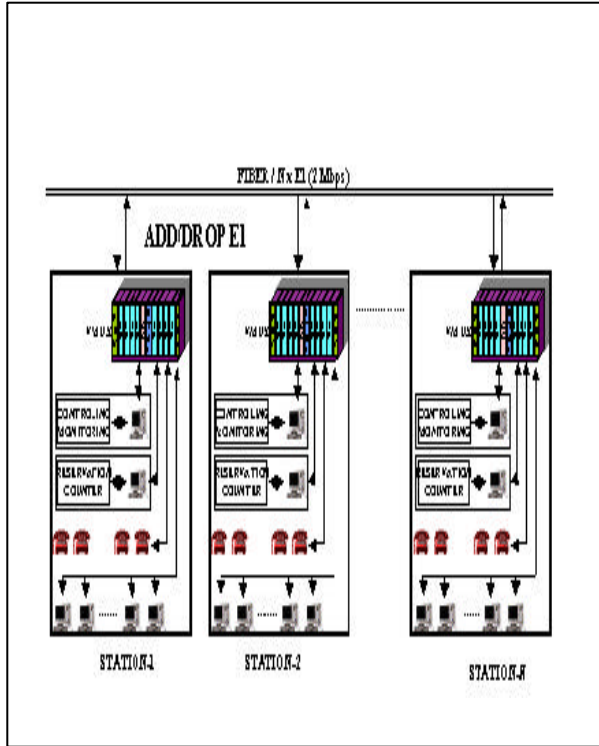 FIBER / N x E1 (2 Mbps)
ADD/DROP E1
CONTROLLING
MONITORING
RESERVATION
COUNTER
CONTROLLING
MONITORING
RESERVATION
COUNTER
CONTROLLING
MONITORING
RESERVATION
COUNTER
STATION-1
STATION-2
STATION-N